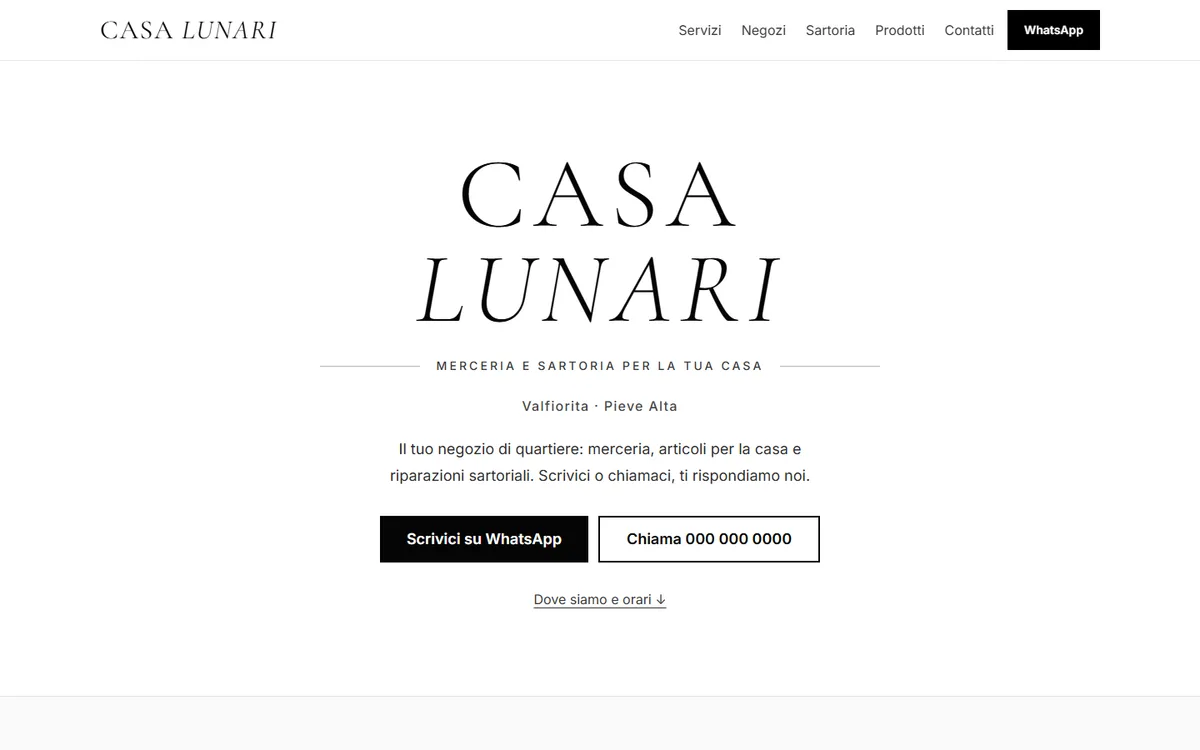 CASA LUNARI
Servizi
Negozi
Sartoria
Prodotti
Contatti
WhatsApp
CASA
LUNARI
MERCERIA E SARTORIA PER LA TUA CASA
Valfiorita · Pieve Alta
Il tuo negozio di quartiere: merceria, articoli per la casa e
riparazioni sartoriali. Scrivici o chiamaci, ti rispondiamo noi.
Scrivici su WhatsApp
Chiama 000 000 0000
Dove siamo e orari ↓